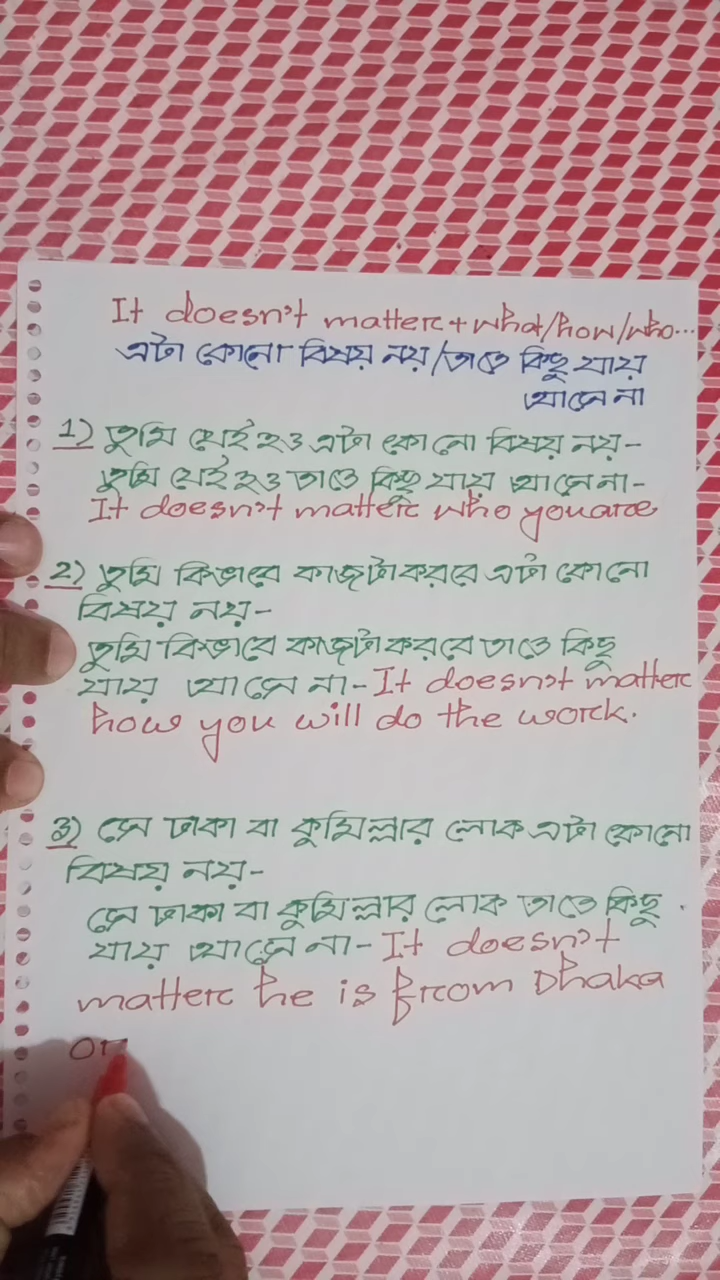 It doesn't matter + what/how/who...
এটা কোনো বিষয় নয়/তাতে কিছু যায়
আসে না
1) তুমি যেই হও এটা কোনো বিষয় নয়-
তুমি যেই হও তাতে কিছু যায় আসে না-
It doesn't matter who you are
2) তুমি কিভাবে কাজটা করবে এটা কোনো
বিষয় নয়-
তুমি কিভাবে কাজটা করবে তাতে কিছু
যায় আসে না- It doesn't matter
how you will do the work.
3) সে ঢাকা বা কুমিল্লার লোক এটা কোনো
বিষয় নয়-
সে ঢাকা বা কুমিল্লার লোক তাতে কিছু
যায় আসে না- It doesn't
matter he is from Dhaka
or